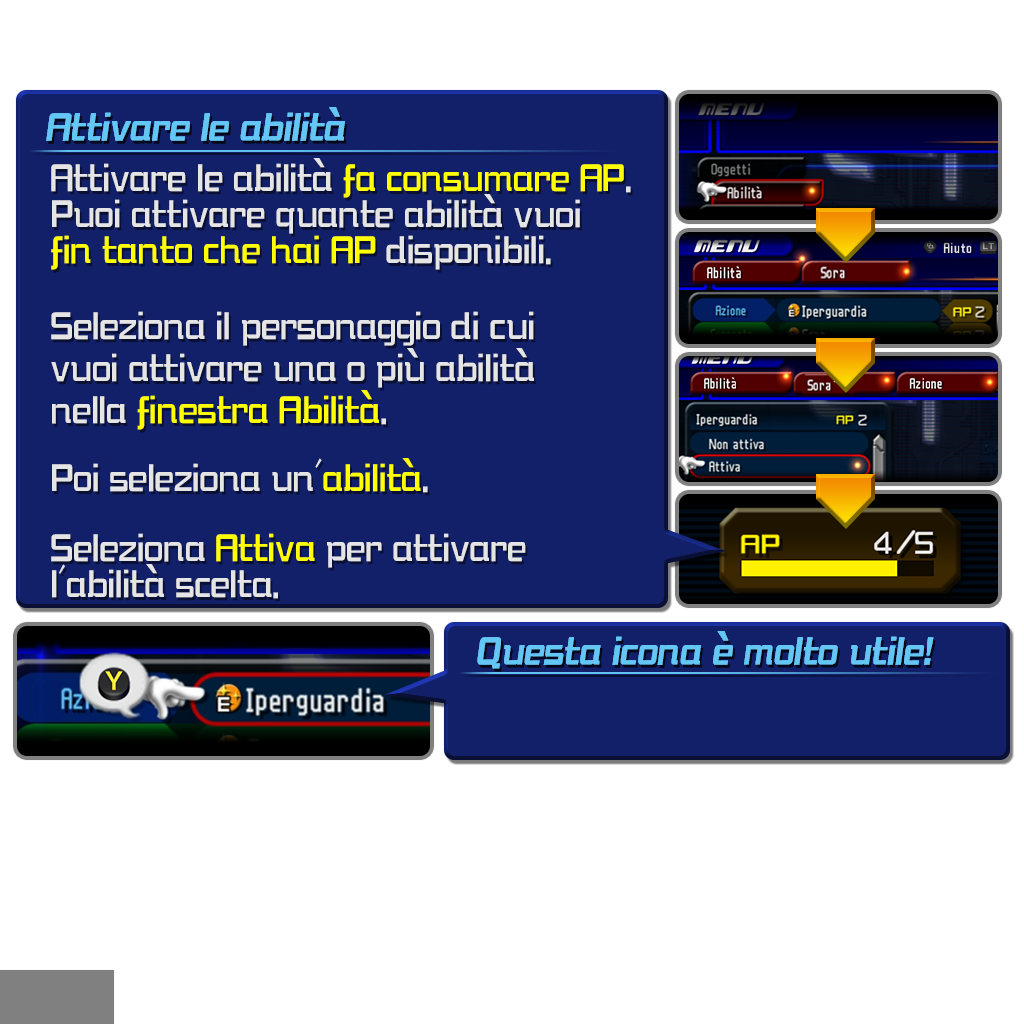 Attivare le abilità
Attivare le abilità fa consumare AP.
Puoi attivare quante abilità vuoi
fin tanto che hai AP disponibili.
Seleziona il personaggio di cui
vuoi attivare una o più abilità
nella finestra Abilità.
Poi seleziona un'abilità.
Seleziona Attiva per attivare
l'abilità scelta.
MENU
Oggetti
Abilità
MENU
Aiuto LT
Abilità Sora
Azione E Iperguardia AP 2
MENU
Abilità Sora Azione
Iperguardia AP 2
Non attiva
Attiva
AP 4/5
Y
E Iperguardia
Questa icona è molto utile!